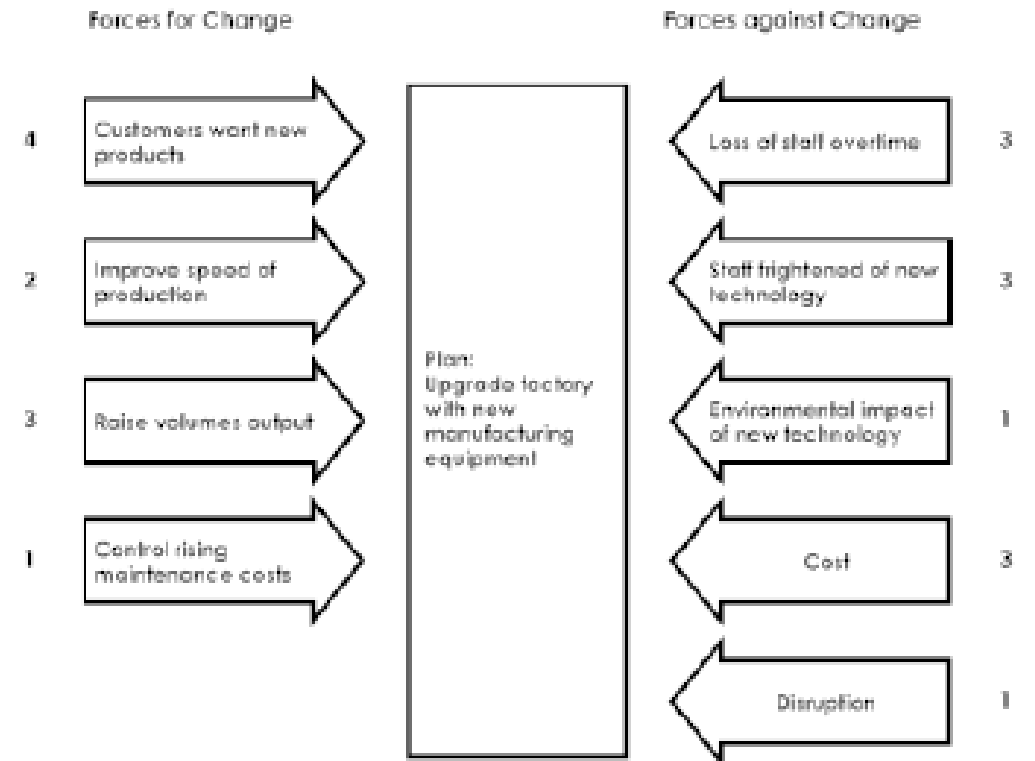 Forces for Change
Forces against Change
4
Customers want new
products
Loss of staff overtime
3
2
Improve speed of
production
Staff frightened of new
technology
3
3
Raise volumes output
Plan:
Upgrade factory
with new
manufacturing
equipment
Environmental impact
of new technology
1
1
Control rising
maintenance costs
Cost
3
Disruption
1